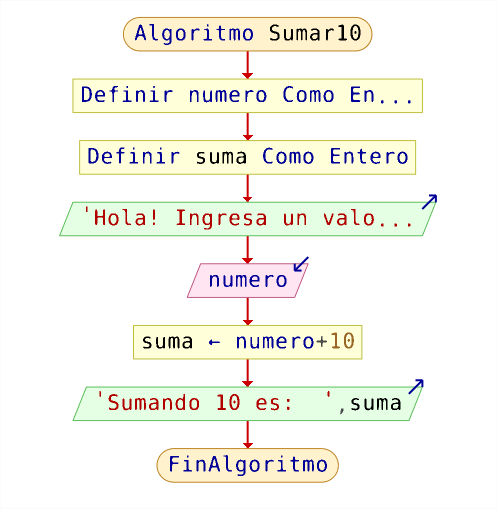 Algoritmo Sumar10
Definir numero Como En...
Definir suma Como Entero
'Hola! Ingresa un valo...
numero
suma ← numero+10
'Sumando 10 es:  ',suma
FinAlgoritmo